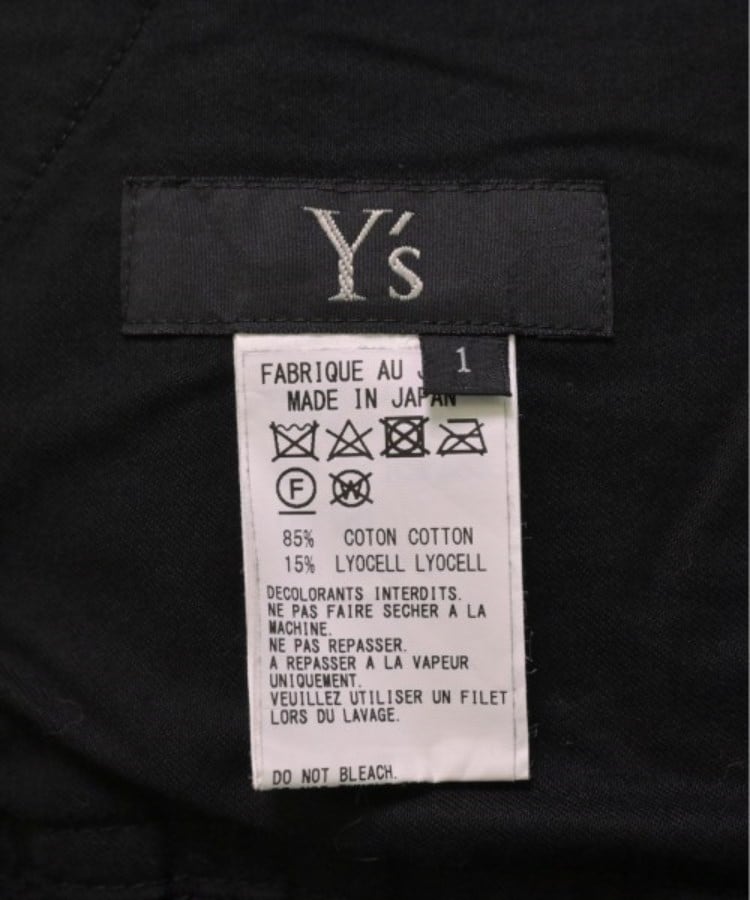 Y's
1
FABRIQUE AU
MADE IN JAPAN
F
W
85% COTON COTTON
15% LYOCELL LYOCELL
DECOLORANTS INTERDITS.
NE PAS FAIRE SECHER A LA
MACHINE.
NE PAS REPASSER.
A REPASSER A LA VAPEUR
UNIQUEMENT.
VEUILLEZ UTILISER UN FILET
LORS DU LAVAGE.
DO NOT BLEACH.